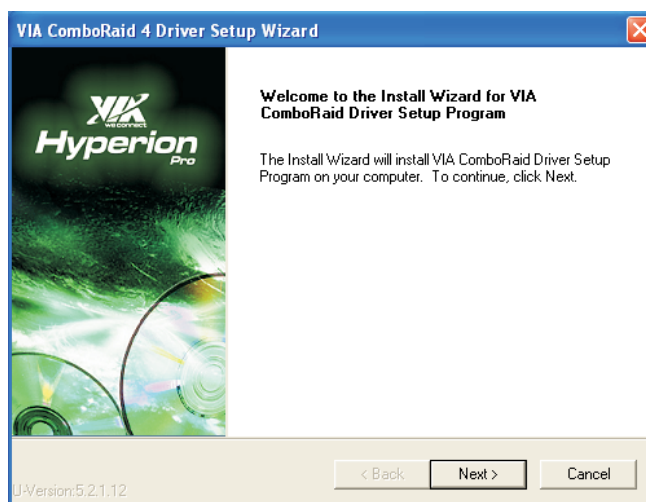 VIA ComboRaid 4 Driver Setup Wizard
VIA
we connect
Hyperion
Pro
Welcome to the Install Wizard for VIA
ComboRaid Driver Setup Program
The Install Wizard will install VIA ComboRaid Driver Setup
Program on your computer. To continue, click Next.
< Back
Next >
Cancel
U-Version:5.2.1.12